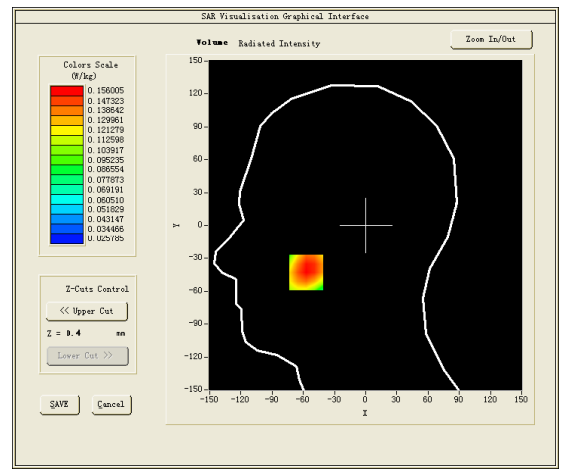 SAR Visualisation Graphical Interface
Volume Radiated Intensity
Zoom In/Out
Colors Scale
(W/kg)
0.156005
0.147323
0.138642
0.129961
0.121279
0.112598
0.103917
0.095235
0.086554
0.077873
0.069191
0.060510
0.051829
0.043147
0.034466
0.025785
Z-Cuts Control
<< Upper Cut
Z = 0.4 mm
Lower Cut >>
SAVE Cancel
150
120
90
60
30
0
-30
-60
-90
-120
-150
Y
-150 -120 -90 -60 -30 0 30 60 90 120 150
X